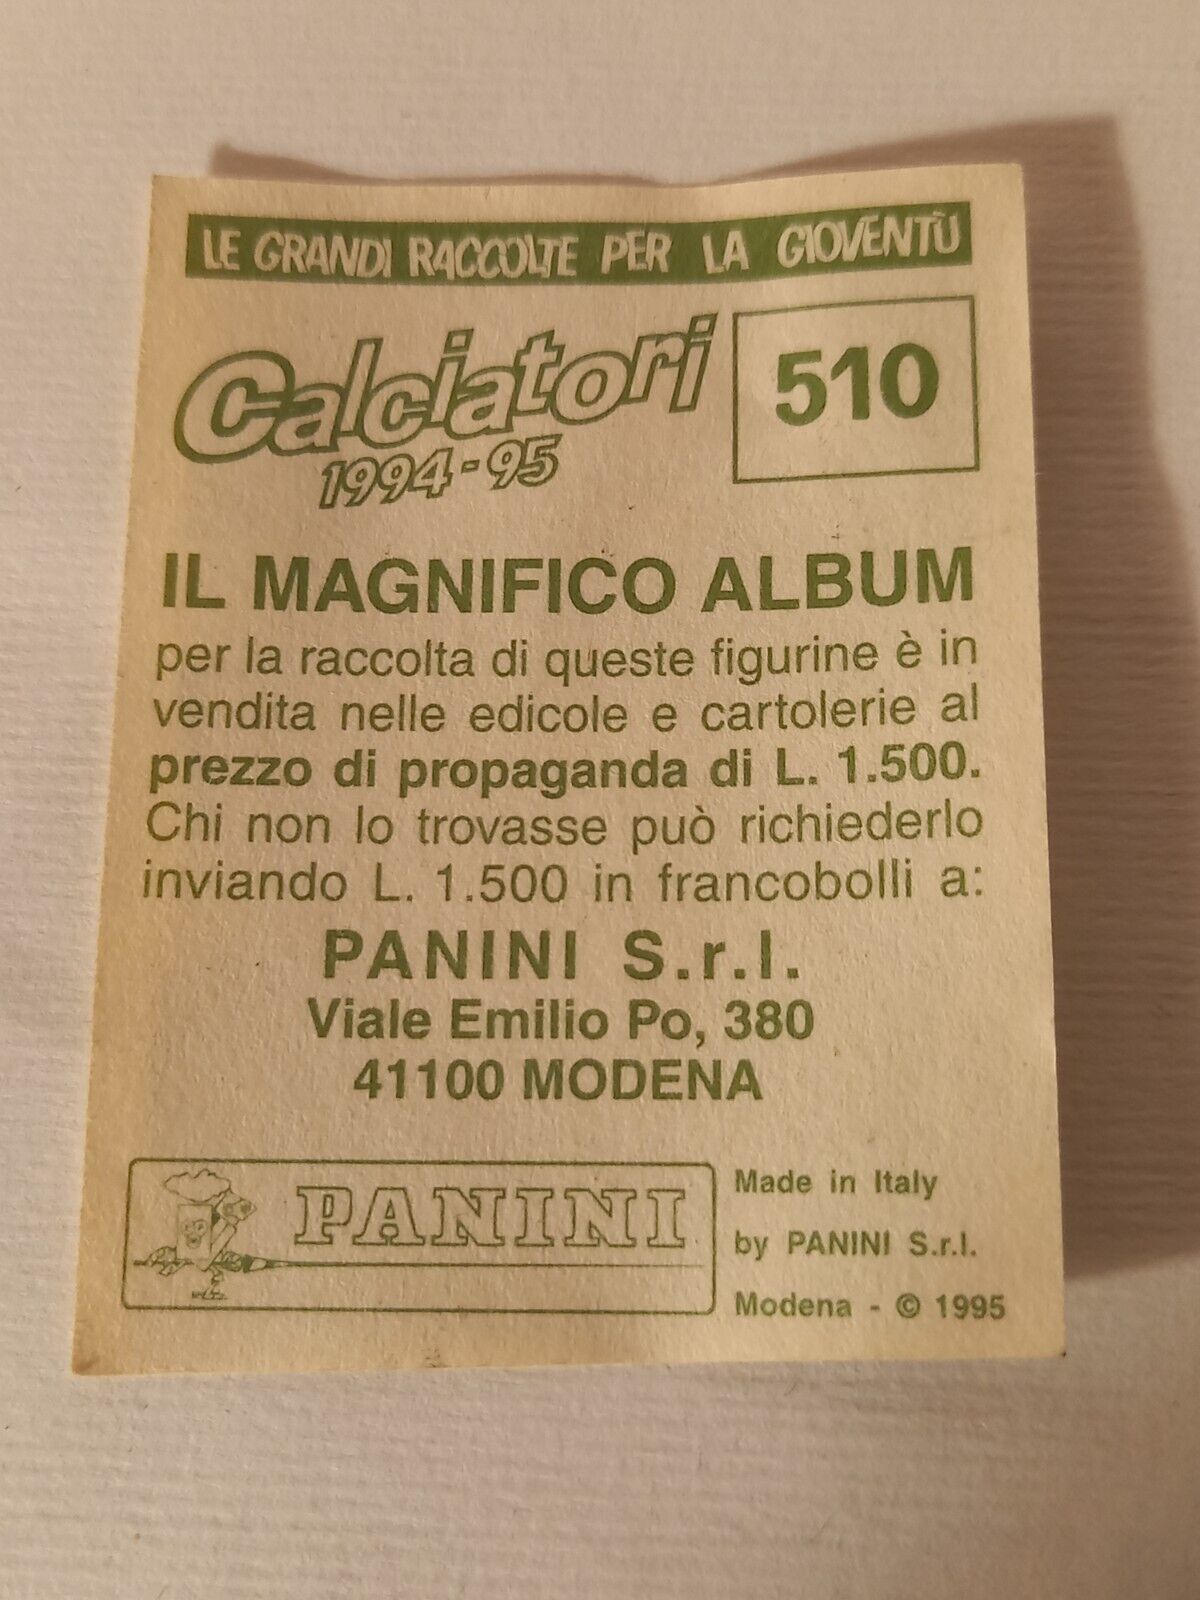 LE GRANDI RACCOLTE PER LA GIOVENTÙ
Calciatori
1994-95
510
IL MAGNIFICO ALBUM
per la raccolta di queste figurine è in
vendita nelle edicole e cartolerie al
prezzo di propaganda di L. 1.500.
Chi non lo trovasse può richiederlo
inviando L. 1.500 in francobolli a:
PANINI S.r.l.
Viale Emilio Po, 380
41100 MODENA
PANINI
Made in Italy
by PANINI S.r.l.
Modena - © 1995